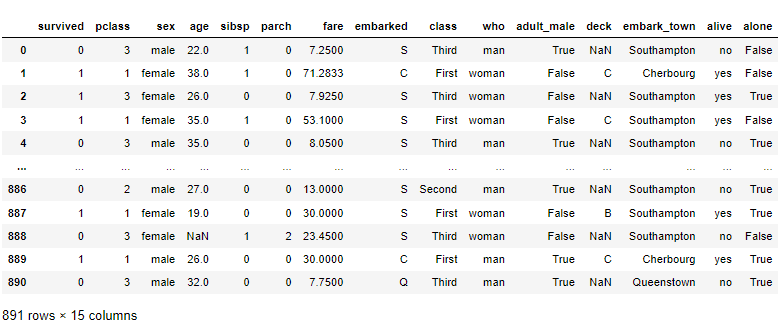 survived pclass sex age sibsp parch fare embarked class who adult_male deck embark_town alive alone
0 0 3 male 22.0 1 0 7.2500 S Third man True NaN Southampton no False
1 1 1 female 38.0 1 0 71.2833 C First woman False C Cherbourg yes False
2 1 3 female 26.0 0 0 7.9250 S Third woman False NaN Southampton yes True
3 1 1 female 35.0 1 0 53.1000 S First woman False C Southampton yes False
4 0 3 male 35.0 0 0 8.0500 S Third man True NaN Southampton no True
... ... ... ... ... ... ... ... ... ... ... ... ... ... ... ...
886 0 2 male 27.0 0 0 13.0000 S Second man True NaN Southampton no True
887 1 1 female 19.0 0 0 30.0000 S First woman False B Southampton yes True
888 0 3 female NaN 1 2 23.4500 S Third woman False NaN Southampton no False
889 1 1 male 26.0 0 0 30.0000 C First man True C Cherbourg yes True
890 0 3 male 32.0 0 0 7.7500 Q Third man True NaN Queenstown no True
891 rows × 15 columns